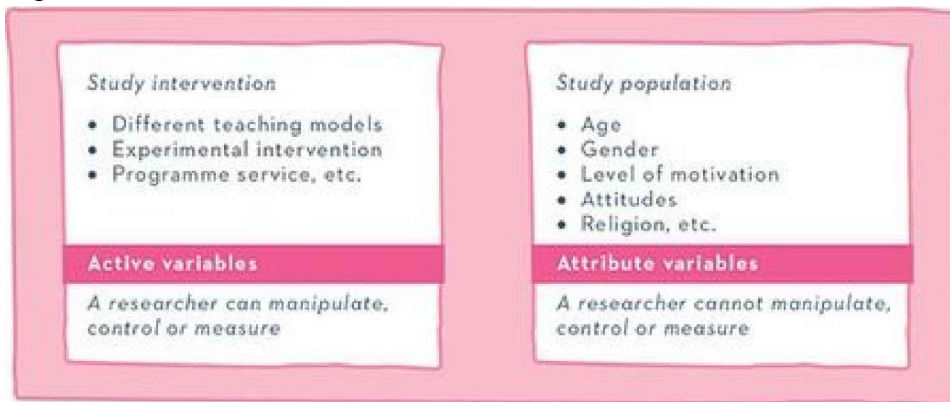 Study intervention
• Different teaching models
• Experimental intervention
• Programme service, etc.
Active variables
A researcher can manipulate,
control or measure
Study population
• Age
• Gender
• Level of motivation
• Attitudes
• Religion, etc.
Attribute variables
A researcher cannot manipulate,
control or measure